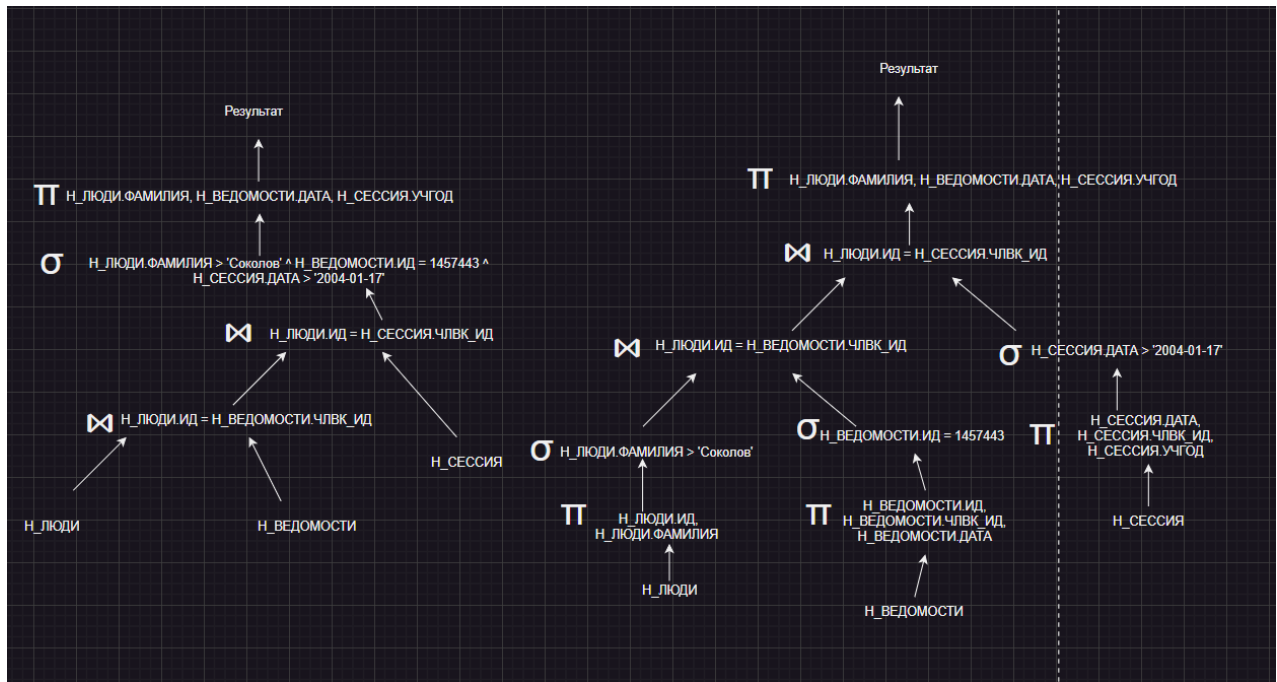 Результат
π Н_ЛЮДИ.ФАМИЛИЯ, Н_ВЕДОМОСТИ.ДАТА, Н_СЕССИЯ.УЧГОД
σ Н_ЛЮДИ.ФАМИЛИЯ > 'Соколов' ^ Н_ВЕДОМОСТИ.ИД = 1457443 ^
Н_СЕССИЯ.ДАТА > '2004-01-17'
⋈ Н_ЛЮДИ.ИД = Н_СЕССИЯ.ЧЛВК_ИД
⋈ Н_ЛЮДИ.ИД = Н_ВЕДОМОСТИ.ЧЛВК_ИД
Н_СЕССИЯ
Н_ЛЮДИ
Н_ВЕДОМОСТИ
Результат
π Н_ЛЮДИ.ФАМИЛИЯ, Н_ВЕДОМОСТИ.ДАТА, Н_СЕССИЯ.УЧГОД
⋈ Н_ЛЮДИ.ИД = Н_СЕССИЯ.ЧЛВК_ИД
⋈ Н_ЛЮДИ.ИД = Н_ВЕДОМОСТИ.ЧЛВК_ИД
σ Н_СЕССИЯ.ДАТА > '2004-01-17'
σ Н_ЛЮДИ.ФАМИЛИЯ > 'Соколов'
σ Н_ВЕДОМОСТИ.ИД = 1457443
π Н_СЕССИЯ.ДАТА,
Н_СЕССИЯ.ЧЛВК_ИД,
Н_СЕССИЯ.УЧГОД
π Н_ЛЮДИ.ИД,
Н_ЛЮДИ.ФАМИЛИЯ
π Н_ВЕДОМОСТИ.ИД,
Н_ВЕДОМОСТИ.ЧЛВК_ИД,
Н_ВЕДОМОСТИ.ДАТА
Н_СЕССИЯ
Н_ЛЮДИ
Н_ВЕДОМОСТИ